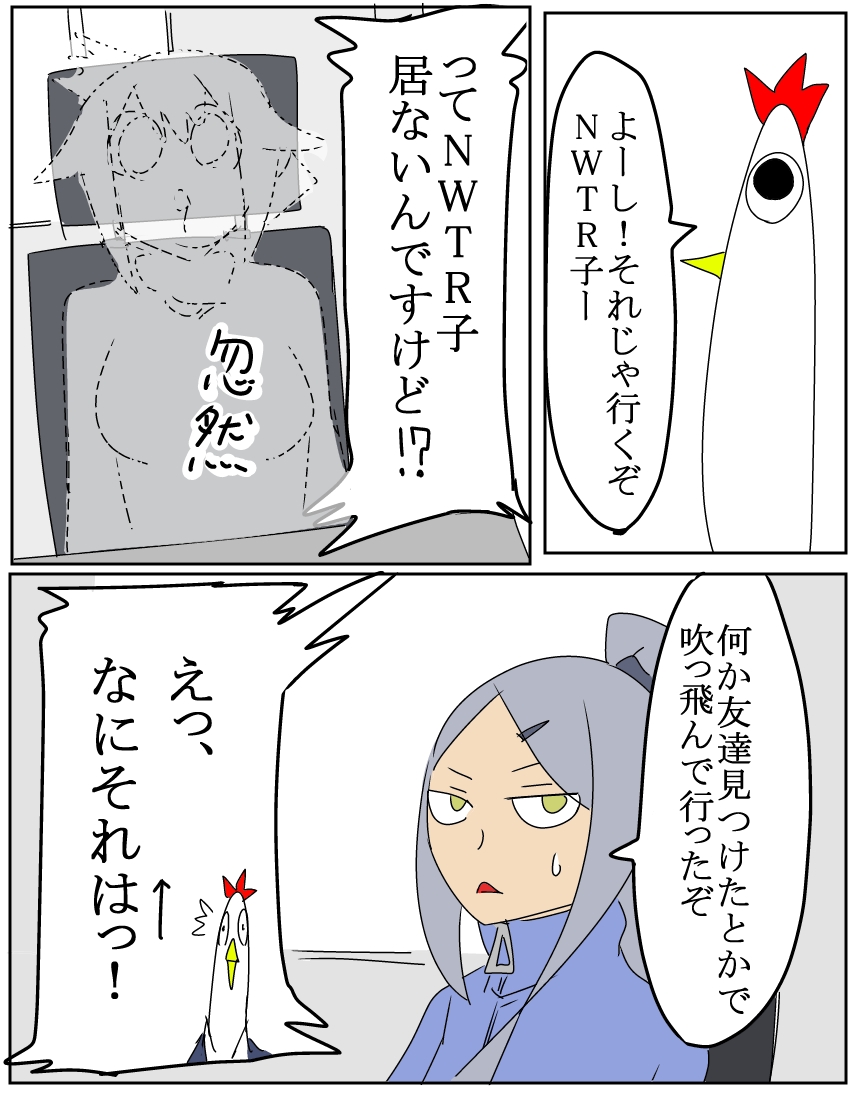 よーし！それじゃ行くぞ
NWTR子ー
ってNWTR子
居ないんですけど!?
忽然
何か友達見つけたとかで
吹っ飛んで行ったぞ
えっ、
なにそれはっ！
↑